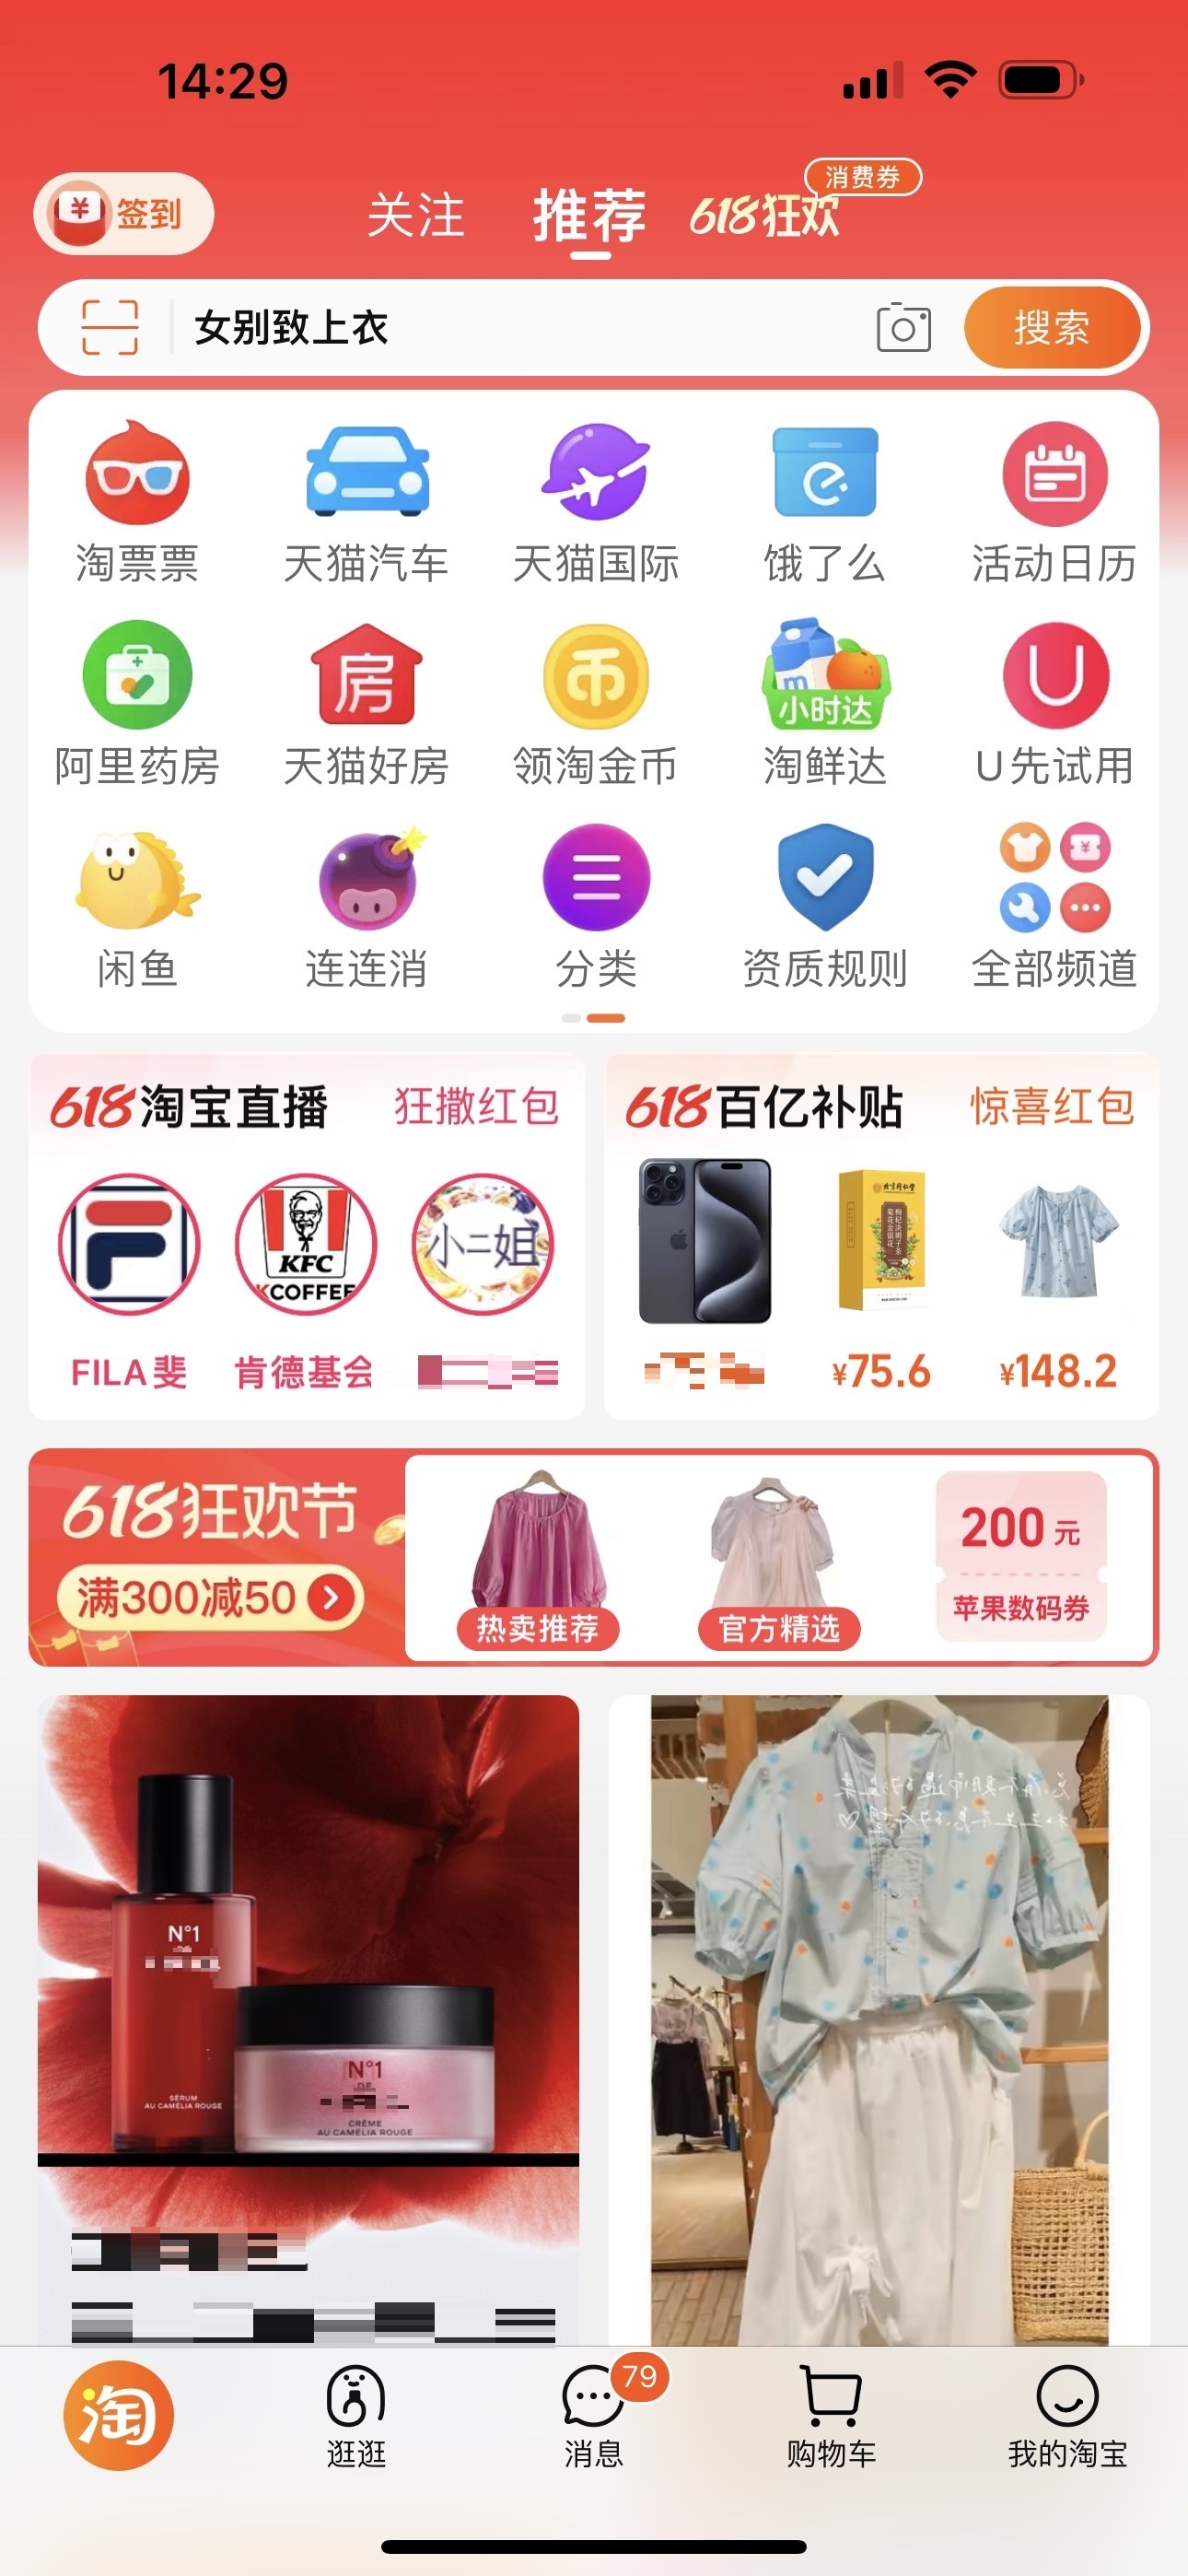 14:29
签到
关注
推荐
618狂欢
消费券
女别致上衣
搜索
淘票票
天猫汽车
天猫国际
饿了么
活动日历
房
币
小时达
m
U
阿里药房
天猫好房
领淘金币
淘鲜达
U先试用
闲鱼
连连消
分类
资质规则
全部频道
618淘宝直播
狂撒红包
618百亿补贴
惊喜红包
KFC
KCOFFEE
小二姐
北京同仁堂
FILA斐
肯德基会
¥75.6
¥148.2
618狂欢节
满300减50
热卖推荐
官方精选
200元
苹果数码券
N°1
SÉRUM
AU CAMÉLIA ROUGE
N°1
DE
CRÈME
AU CAMÉLIA ROUGE
淘
逛逛
消息
79
购物车
我的淘宝